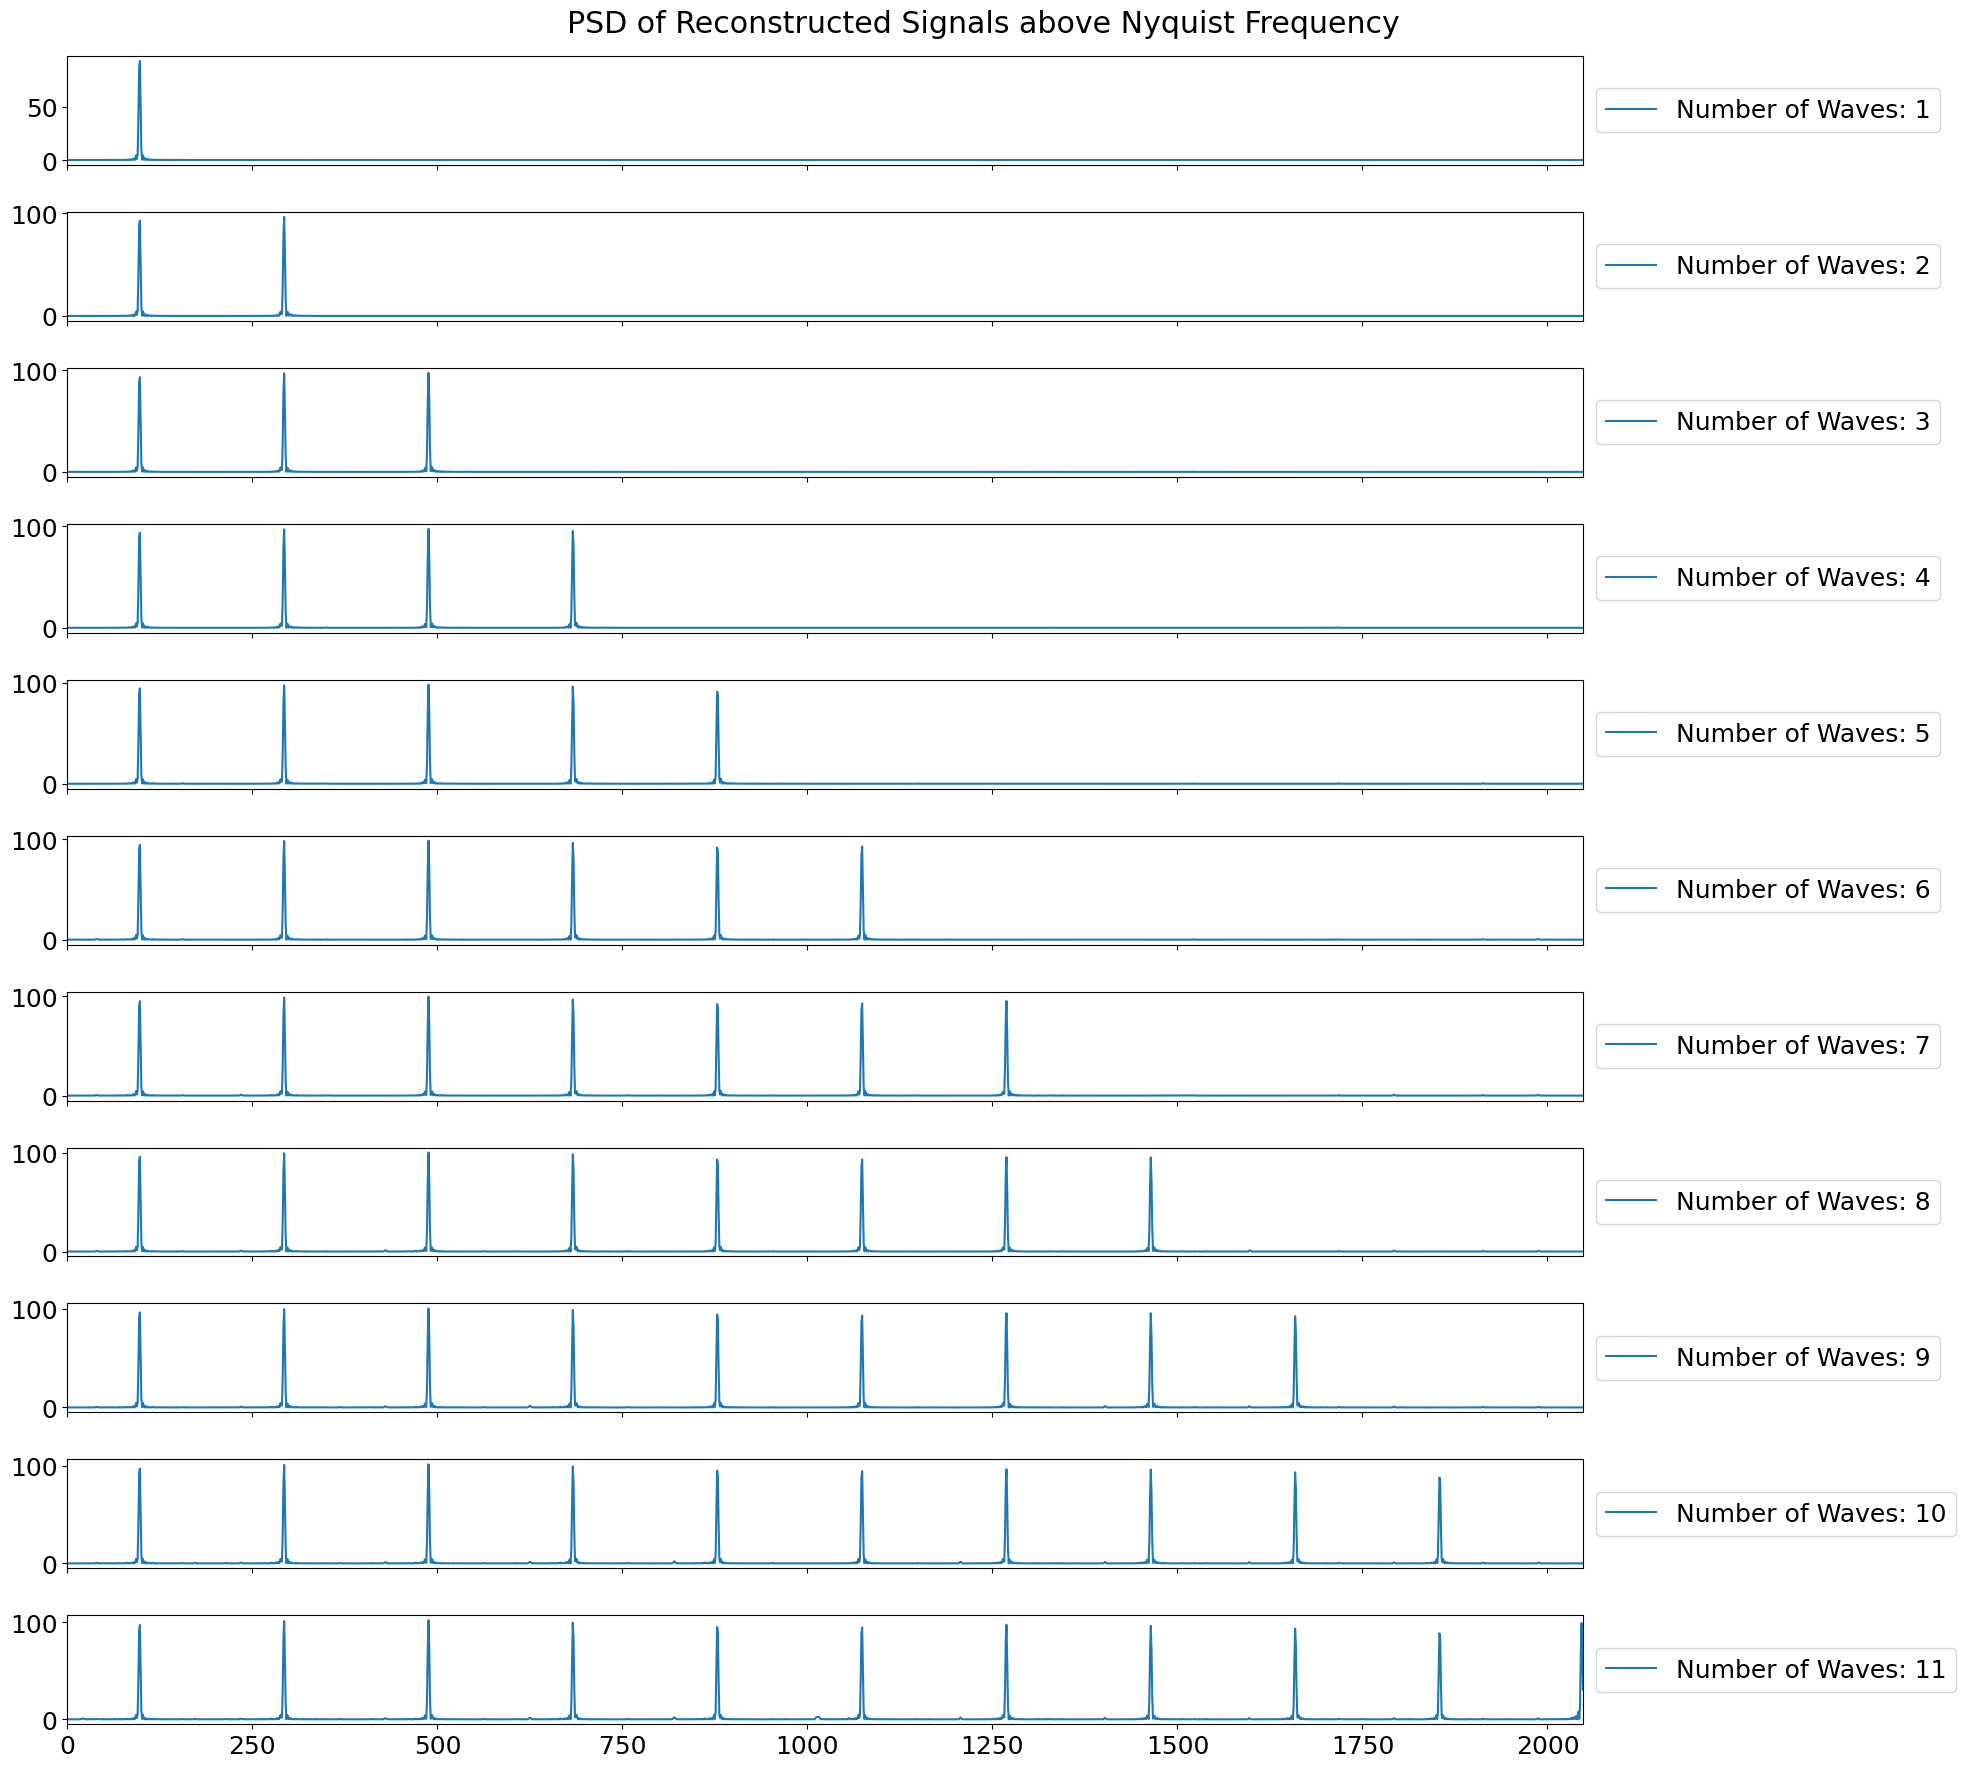 PSD of Reconstructed Signals above Nyquist Frequency
50
0
Number of Waves: 1
100
0
Number of Waves: 2
100
0
Number of Waves: 3
100
0
Number of Waves: 4
100
0
Number of Waves: 5
100
0
Number of Waves: 6
100
0
Number of Waves: 7
100
0
Number of Waves: 8
100
0
Number of Waves: 9
100
0
Number of Waves: 10
100
0
Number of Waves: 11
0 250 500 750 1000 1250 1500 1750 2000